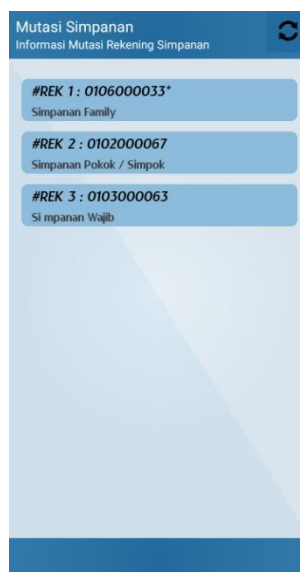 Mutasi Simpanan
Informasi Mutasi Rekening Simpanan
#REK 1 : 0106000033*
Simpanan Family
#REK 2 : 0102000067
Simpanan Pokok / Simpok
#REK 3 : 0103000063
Si mpanan Wajib